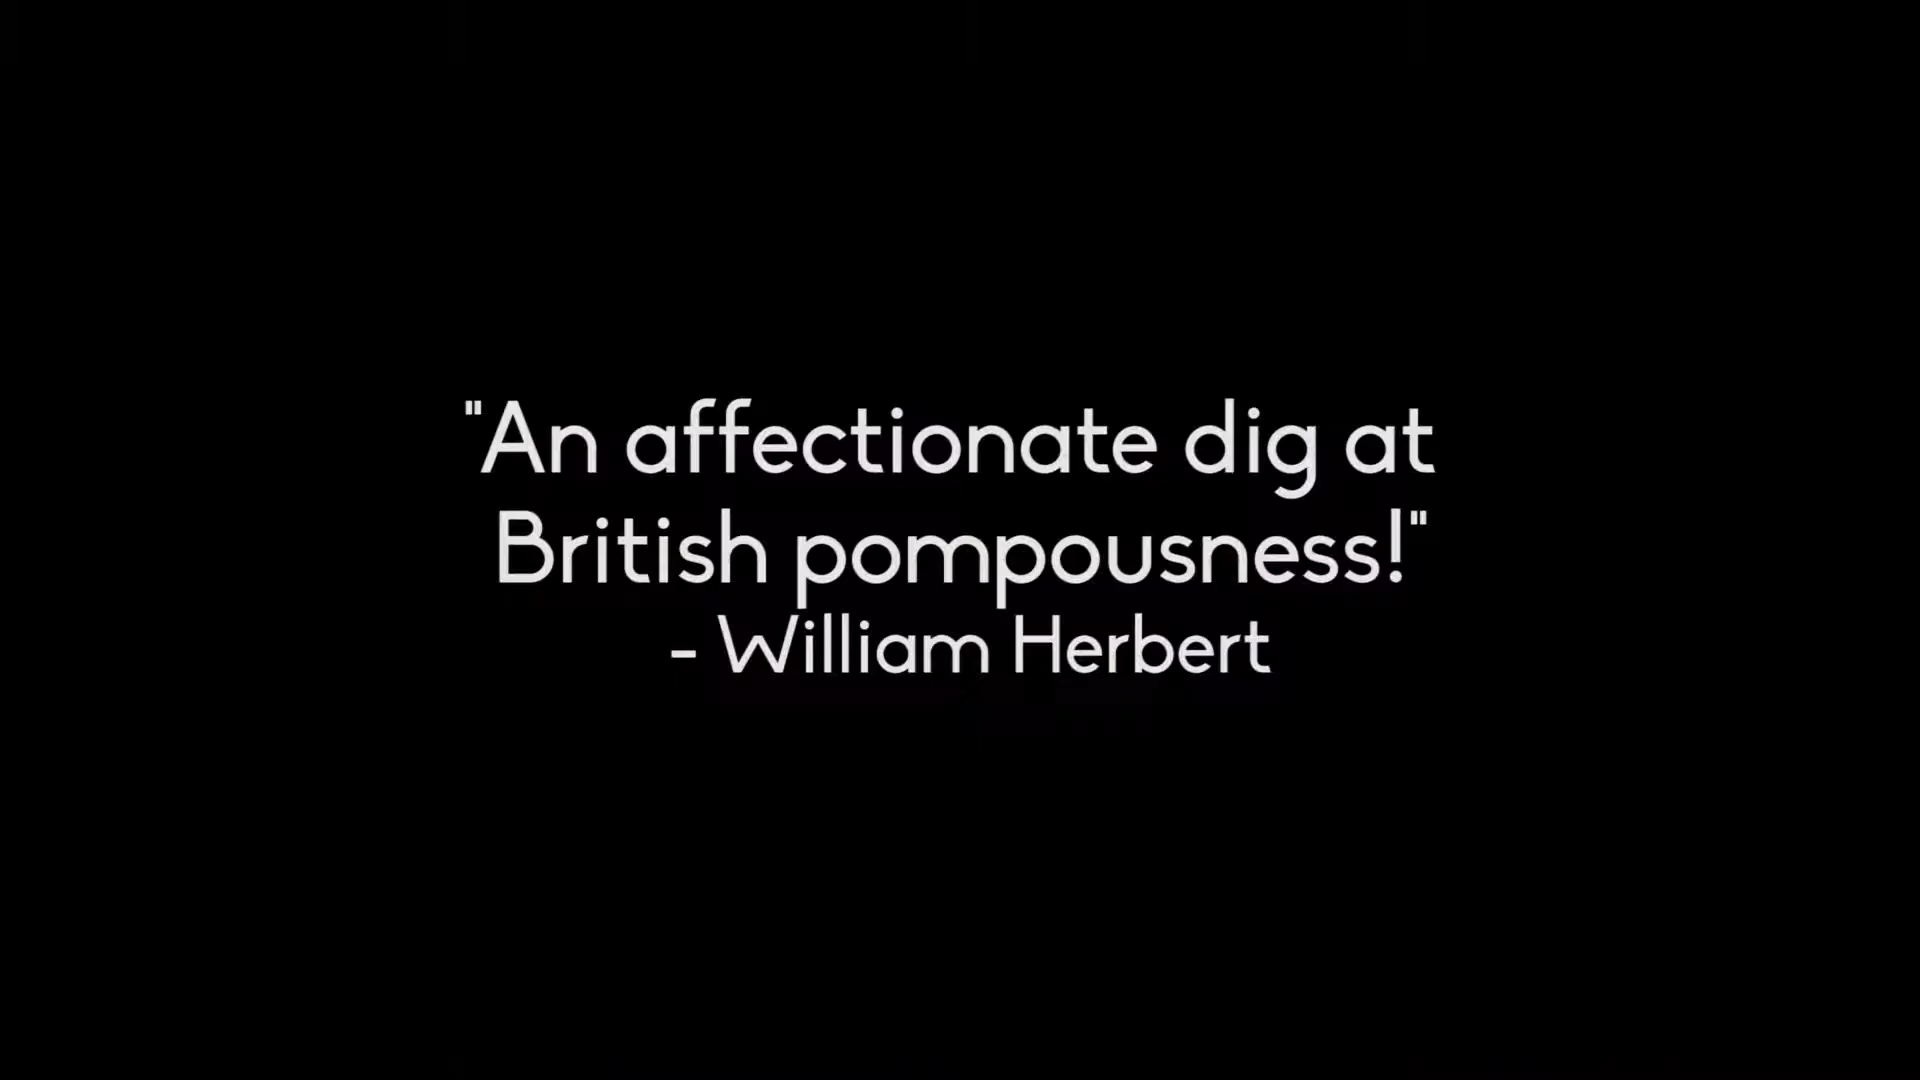 "An affectionate dig at
British pompousness!"
- William Herbert